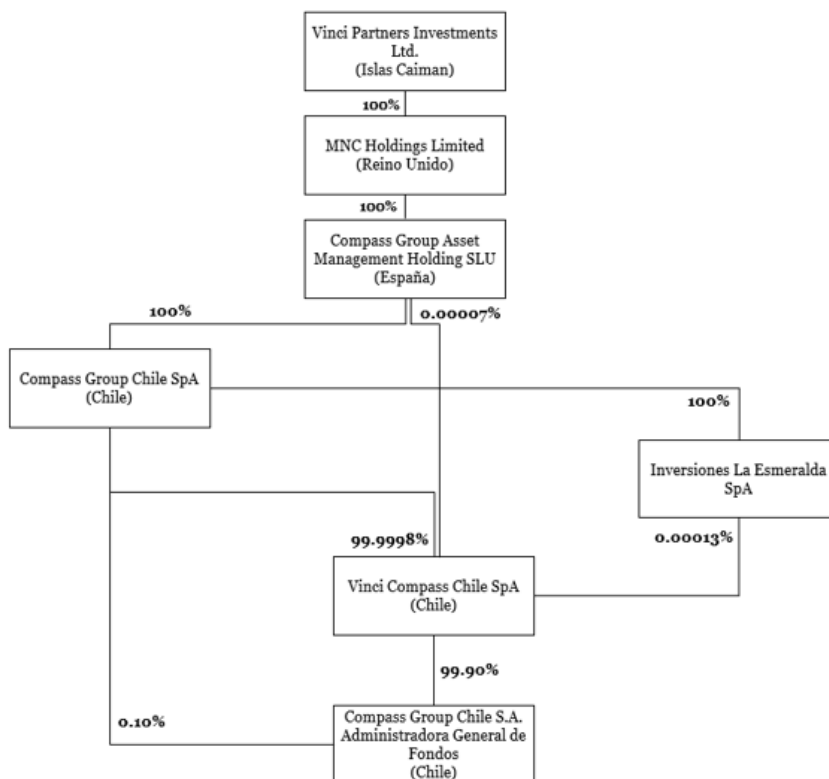 Vinci Partners Investments
Ltd.
(Islas Caiman)
100%
MNC Holdings Limited
(Reino Unido)
100%
Compass Group Asset
Management Holding SLU
(España)
100%
0.00007%
Compass Group Chile SpA
(Chile)
100%
Inversiones La Esmeralda
SpA
99.9998%
0.00013%
Vinci Compass Chile SpA
(Chile)
99.90%
0.10%
Compass Group Chile S.A.
Administradora General de
Fondos
(Chile)